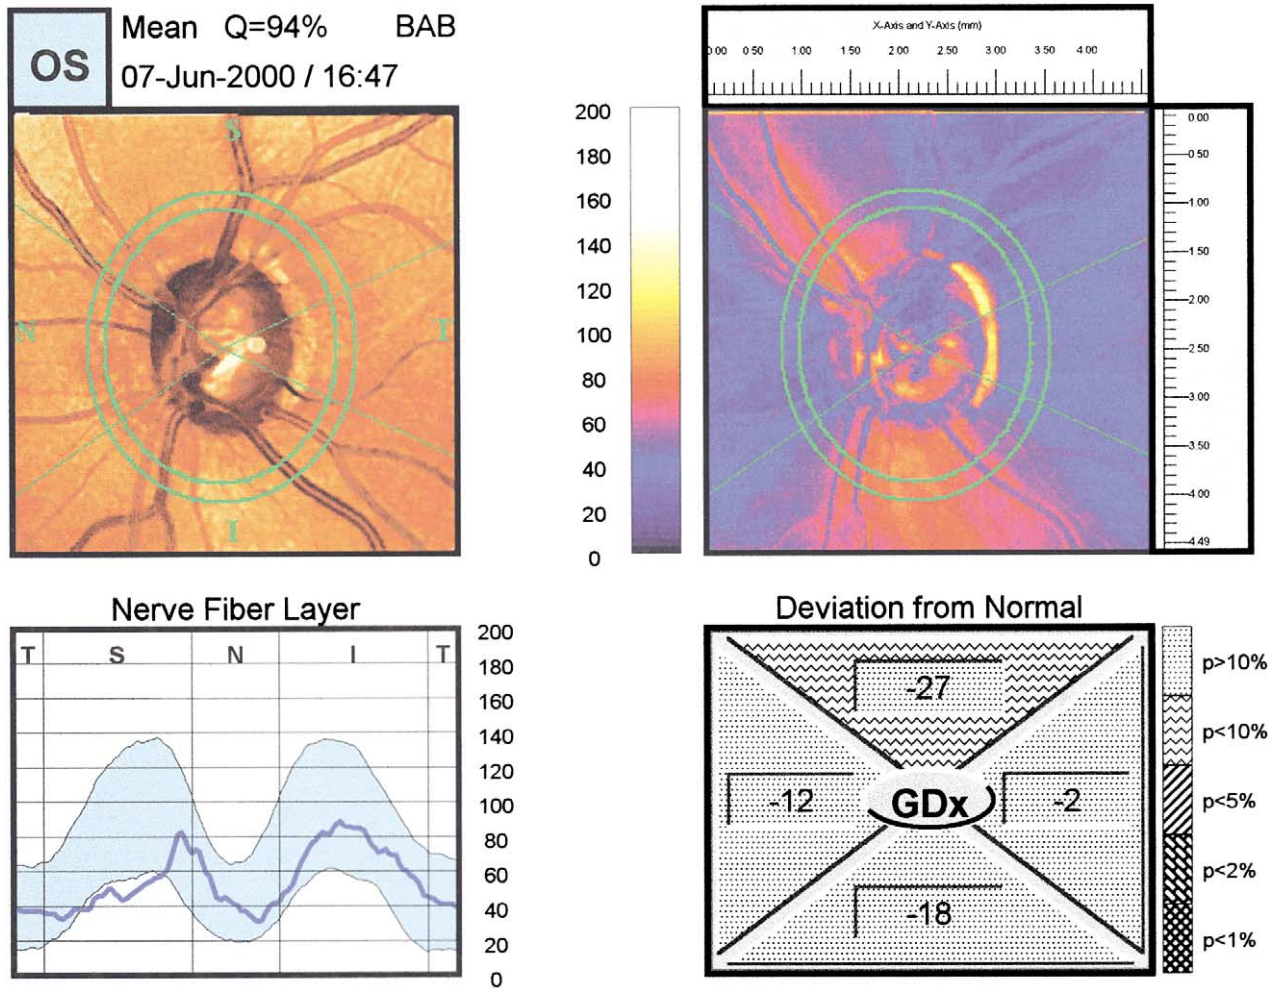 OS
Mean Q=94% BAB
07-Jun-2000 / 16:47
S
N
T
I
200
180
160
140
120
100
80
60
40
20
0
X-Axis and Y-Axis (mm)
0.00 0.50 1.00 1.50 2.00 2.50 3.00 3.50 4.00
0.00
0.50
1.00
1.50
2.00
2.50
3.00
3.50
4.00
4.49
Nerve Fiber Layer
T S N I T
200
180
160
140
120
100
80
60
40
20
0
Deviation from Normal
-27
-12 GDx -2
-18
p>10%
p<10%
p<5%
p<2%
p<1%